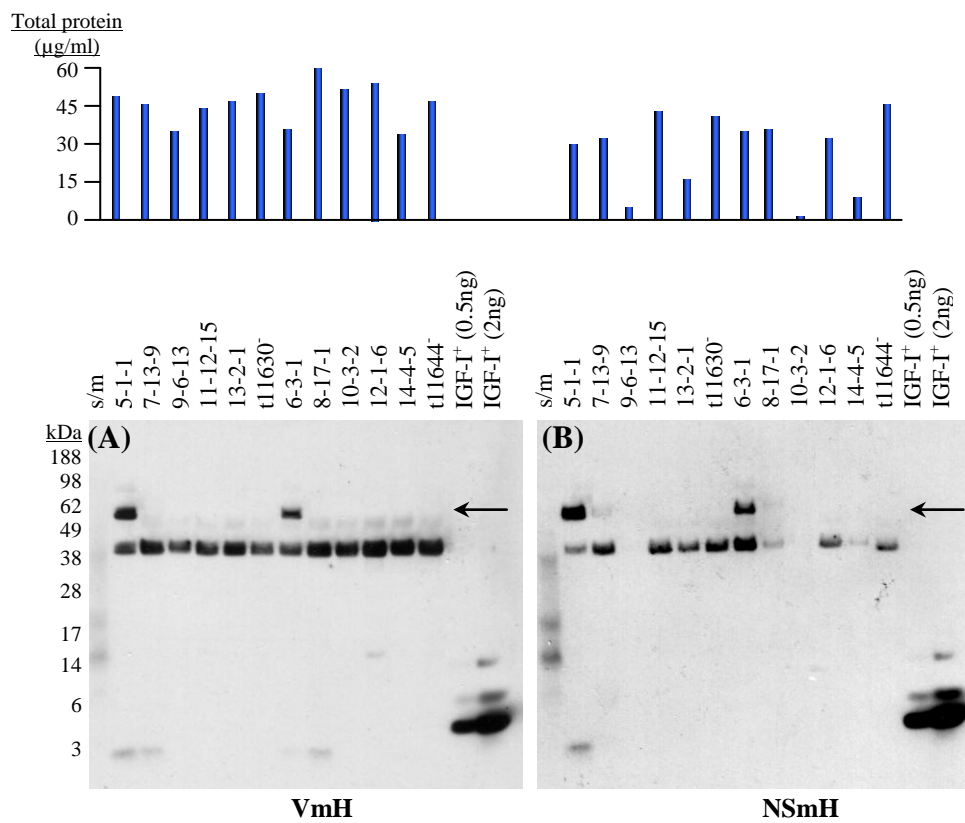 Total protein
(µg/ml)
60
45
30
15
0
s/m
5-1-1
7-13-9
9-6-13
11-12-15
13-2-1
t11630⁻
6-3-1
8-17-1
10-3-2
12-1-6
14-4-5
t11644⁻
IGF-I⁺ (0.5ng)
IGF-I⁺ (2ng)
s/m
5-1-1
7-13-9
9-6-13
11-12-15
13-2-1
t11630⁻
6-3-1
8-17-1
10-3-2
12-1-6
14-4-5
t11644⁻
IGF-I⁺ (0.5ng)
IGF-I⁺ (2ng)
kDa
188
98
62
49
38
28
17
14
6
3
(A)
(B)
VmH
NSmH